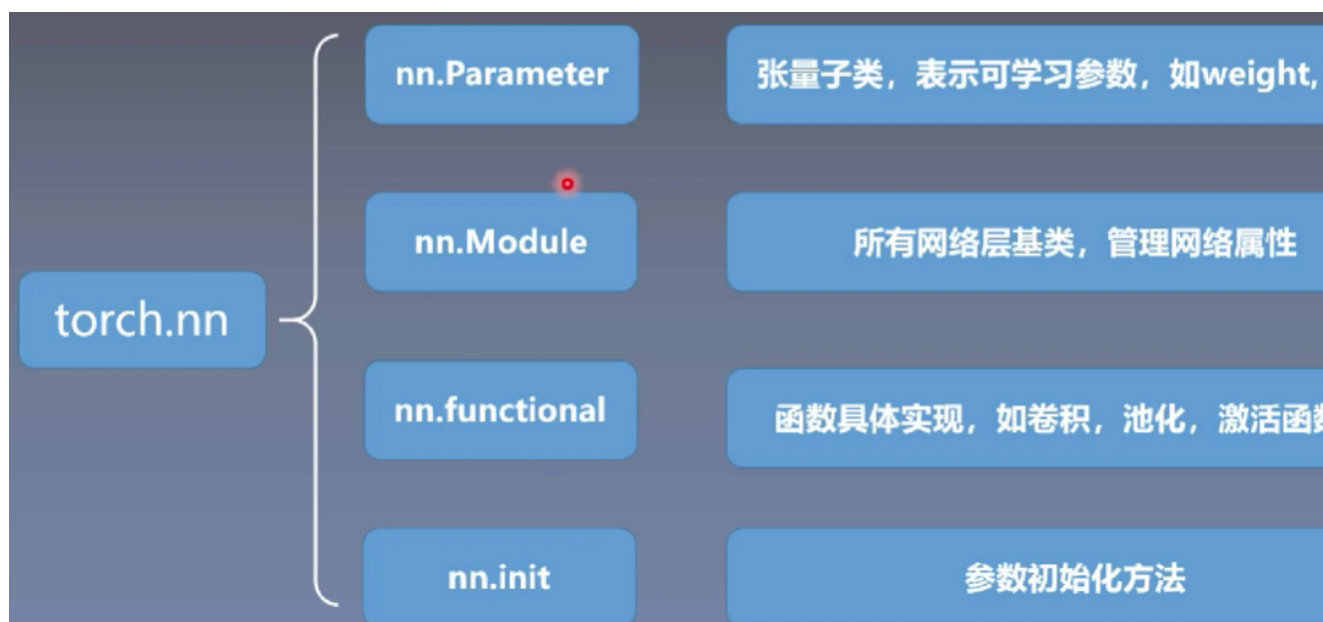 nn.Parameter
张量子类，表示可学习参数，如weight,
nn.Module
所有网络层基类，管理网络属性
torch.nn
nn.functional
函数具体实现，如卷积，池化，激活函
nn.init
参数初始化方法